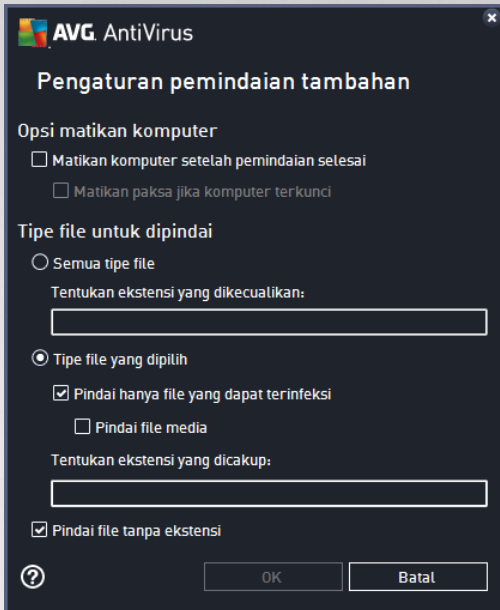 AVG. AntiVirus
Pengaturan pemindaian tambahan
Opsi matikan komputer
Matikan komputer setelah pemindaian selesai
Matikan paksa jika komputer terkunci
Tipe file untuk dipindai
Semua tipe file
Tentukan ekstensi yang dikecualikan:
Tipe file yang dipilih
Pindai hanya file yang dapat terinfeksi
Pindai file media
Tentukan ekstensi yang dicakup:
Pindai file tanpa ekstensi
? OK Batal